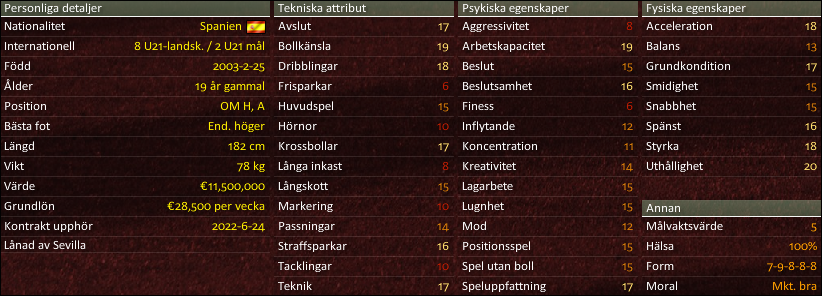 Personliga detaljer
Nationalitet Spanien
Internationell 8 U21-landsk. / 2 U21 mål
Född 2003-2-25
Ålder 19 år gammal
Position OM H, A
Bästa fot End. höger
Längd 182 cm
Vikt 78 kg
Värde €11,500,000
Grundlön €28,500 per vecka
Kontrakt upphör 2022-6-24
Lånad av Sevilla
Tekniska attribut
Avslut 17
Bollkänsla 19
Dribblingar 18
Frisparkar 6
Huvudspel 15
Hörnor 10
Krossbollar 17
Långa inkast 8
Långskott 15
Markering 10
Passningar 14
Straffsparkar 16
Tacklingar 10
Teknik 17
Psykiska egenskaper
Aggressivitet 8
Arbetskapacitet 19
Beslut 15
Beslutsamhet 16
Finess 6
Inflytande 12
Koncentration 11
Kreativitet 14
Lagarbete 15
Lugnhet 15
Mod 12
Positionsspel 15
Spel utan boll 15
Speluppfattning 17
Fysiska egenskaper
Acceleration 18
Balans 13
Grundkondition 17
Smidighet 15
Snabbhet 15
Spänst 16
Styrka 18
Uthållighet 20
Annan
Målvaktsvärde 5
Hälsa 100%
Form 7-9-8-8-8
Moral Mkt. bra